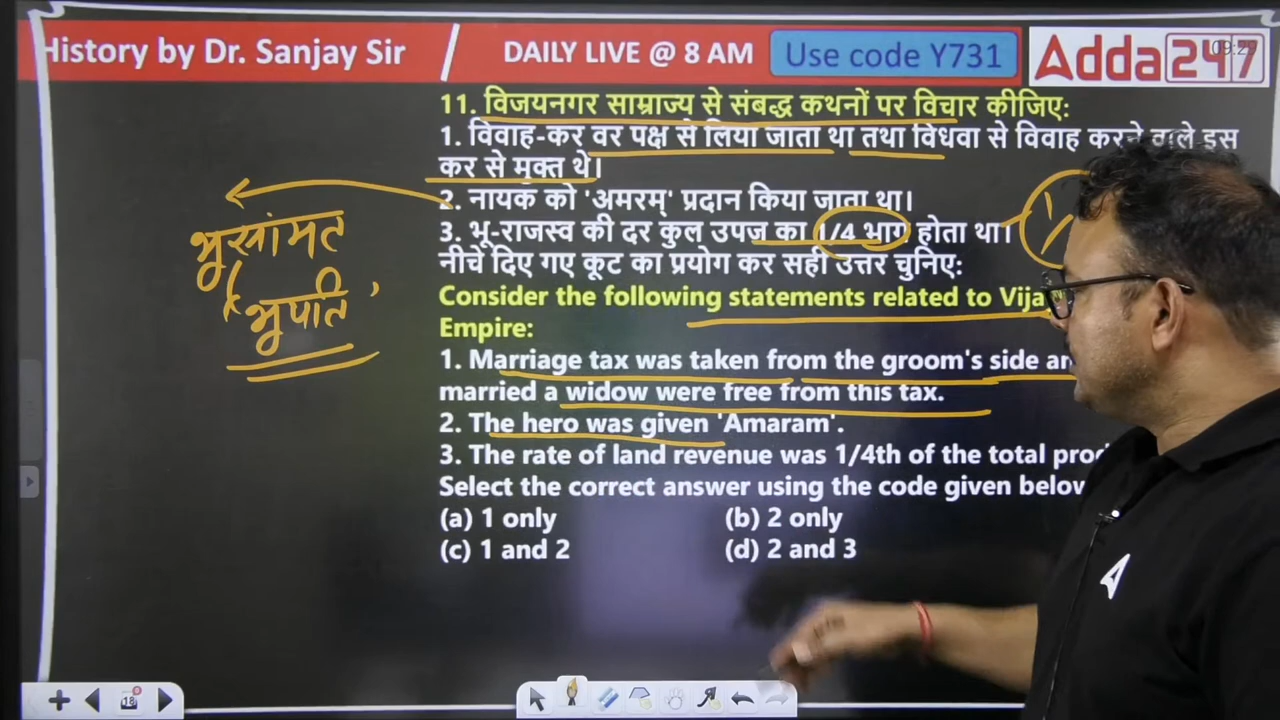 History by Dr. Sanjay Sir
DAILY LIVE @ 8 AM
Use code Y731
Adda247
11. विजयनगर साम्राज्य से संबद्ध कथनों पर विचार कीजिए:
1. विवाह-कर वर पक्ष से लिया जाता था तथा विधवा से विवाह करने वाले इस
कर से मुक्त थे।
2. नायक को 'अमरम्' प्रदान किया जाता था।
3. भू-राजस्व की दर कुल उपज का 1/4 भाग होता था।
नीचे दिए गए कूट का प्रयोग कर सही उत्तर चुनिए:
भूसांमत
भूपति
Consider the following statements related to
Empire:
1. Marriage tax was taken from the groom's side
married a widow were free from this tax.
2. The hero was given 'Amaram'.
3. The rate of land revenue was 1/4th of the total
Select the correct answer using the code given below
(a) 1 only
(b) 2 only
(c) 1 and 2
(d) 2 and 3
18